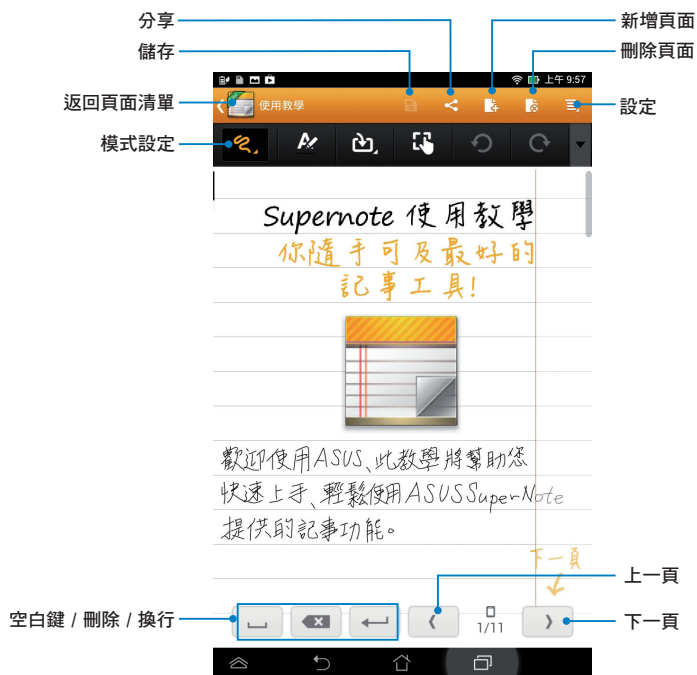 分享
新增頁面
儲存
刪除頁面
上午 9:57
返回頁面清單
使用教學
設定
模式設定
Supernote 使用教學
你隨手可及最好的
記事工具!
歡迎使用ASUS、此教學將幫助您
快速上手、輕鬆使用ASUS SuperNote
提供的記事功能。
下一頁
上一頁
空白鍵 / 刪除 / 換行
1/11
下一頁